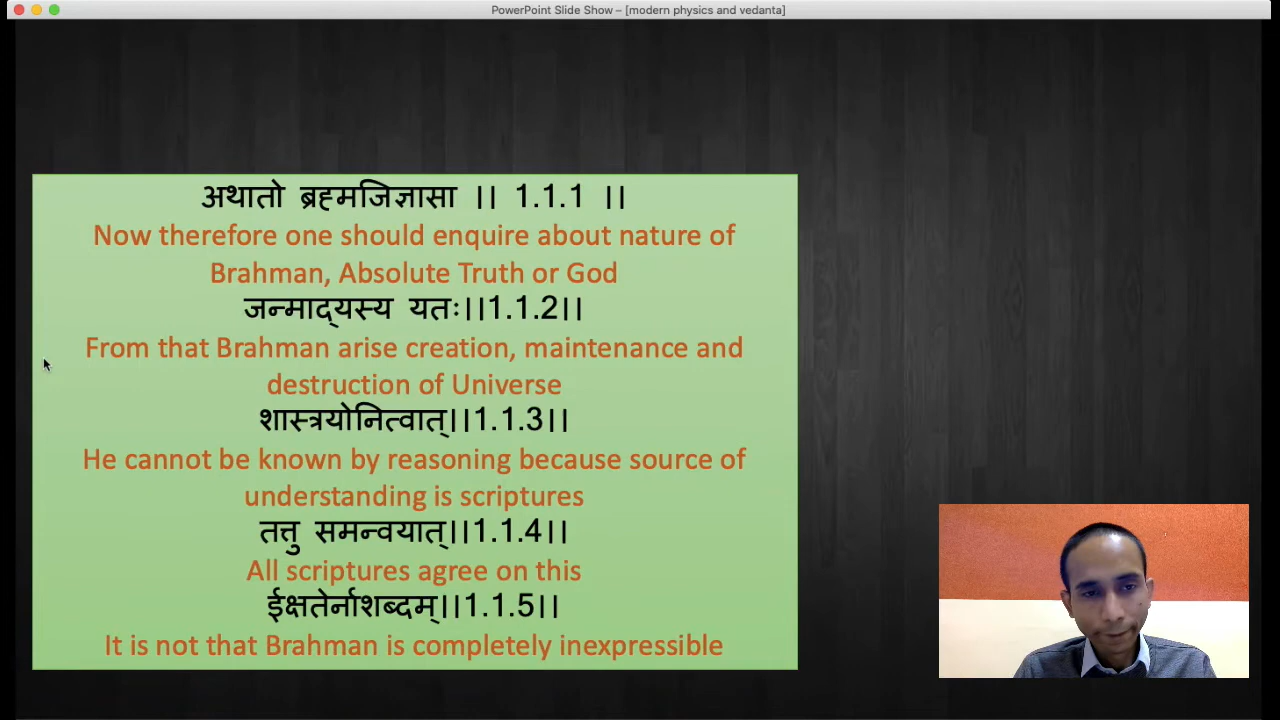 PowerPoint Slide Show – [modern physics and vedanta]
अथातो ब्रह्मजिज्ञासा ।। 1.1.1 ।।
Now therefore one should enquire about nature of
Brahman, Absolute Truth or God
जन्माद्यस्य यतः।।1.1.2।।
From that Brahman arise creation, maintenance and
destruction of Universe
शास्त्रयोनित्वात्।।1.1.3।।
He cannot be known by reasoning because source of
understanding is scriptures
तत्तु समन्वयात्।।1.1.4।।
All scriptures agree on this
ईक्षतेर्नाशब्दम्।।1.1.5।।
It is not that Brahman is completely inexpressible